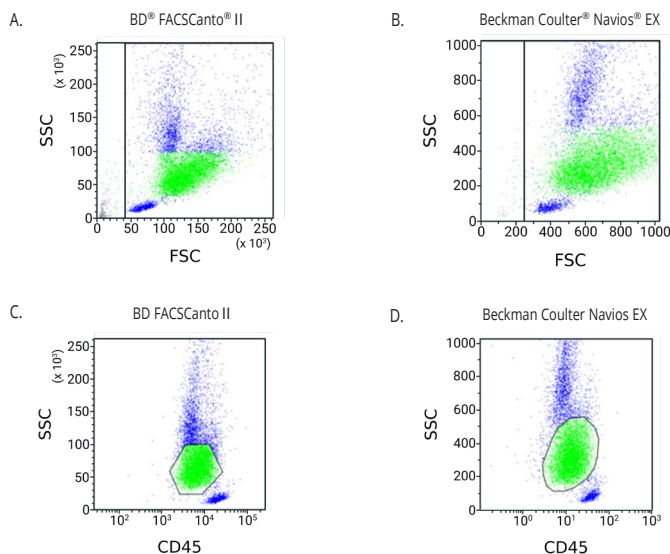 A.
BD® FACSCanto® II
250
200
150
100
50
0
(x 10³)
SSC
0 50 100 150 200 250
(x 10³)
FSC
B.
Beckman Coulter® Navios® EX
1000
800
600
400
200
0
SSC
0 200 400 600 800 1000
FSC
C.
BD FACSCanto II
250
200
150
100
50
0
(x 10³)
SSC
10² 10³ 10⁴ 10⁵
CD45
D.
Beckman Coulter Navios EX
1000
800
600
400
200
0
SSC
10⁰ 10¹ 10² 10³
CD45